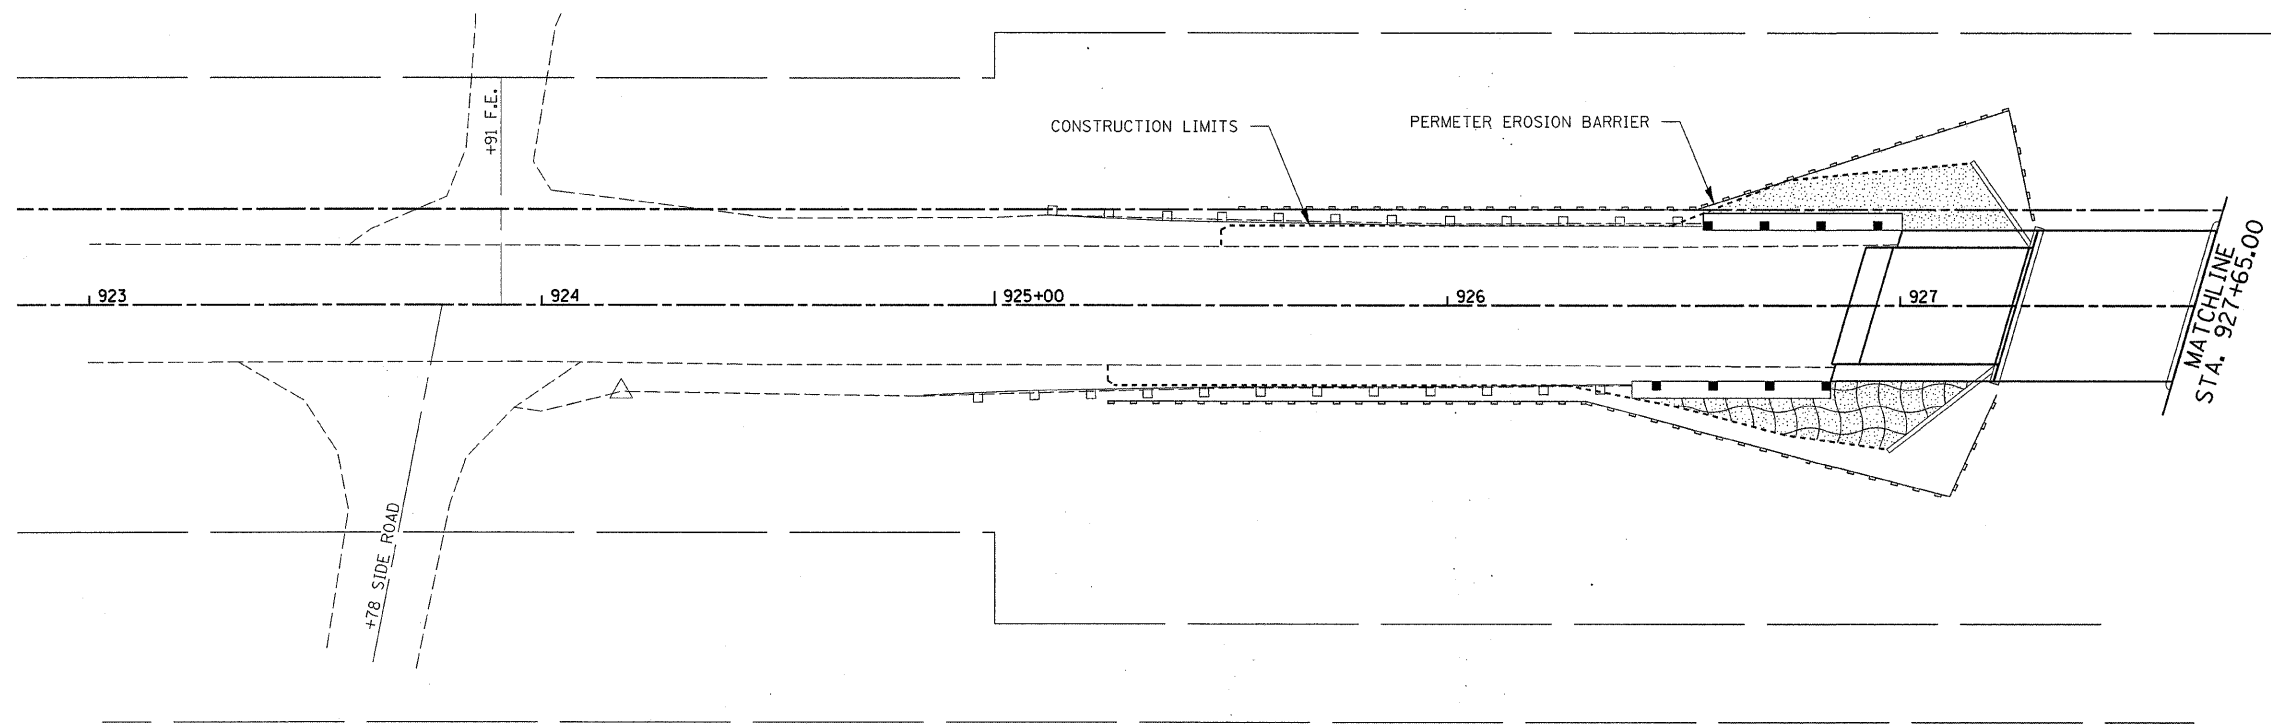 +91 F.E.
CONSTRUCTION LIMITS
PERMETER EROSION BARRIER
923
924
925+00
926
927
MATCHLINE
STA. 927+65.00
+78 SIDE ROAD